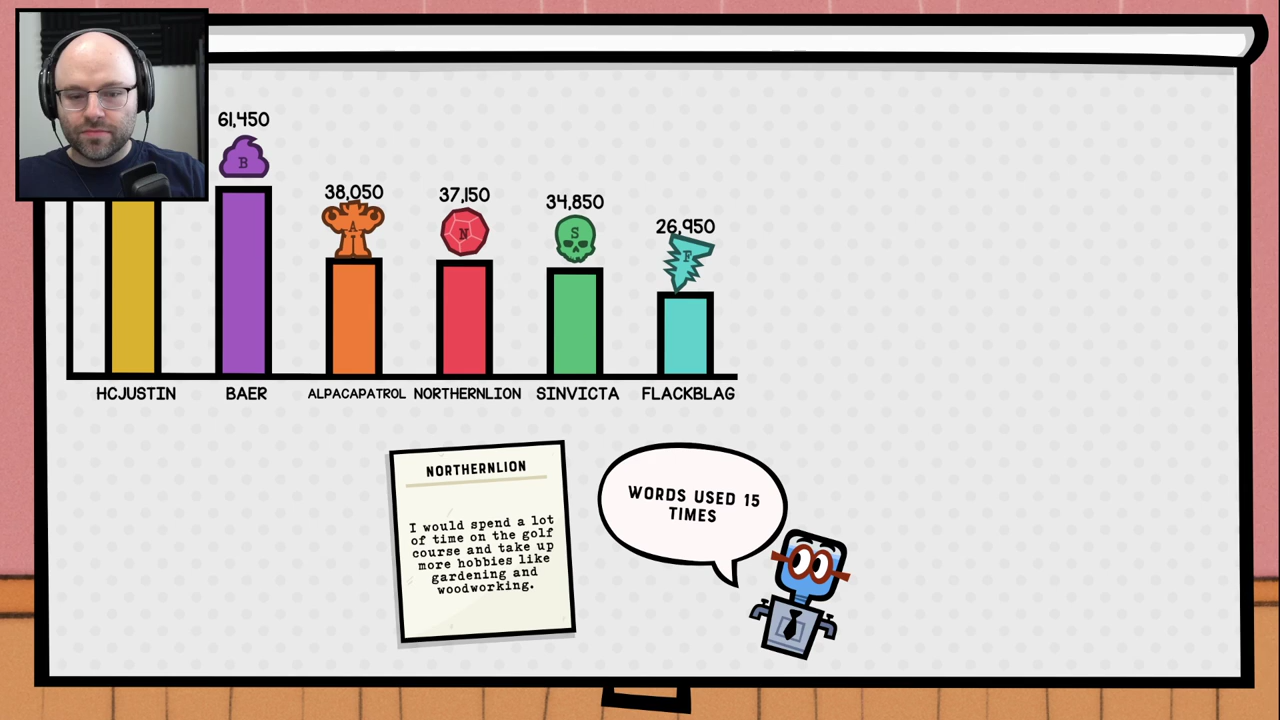 61,450
B
38,050
A
37,150
N
34,850
S
26,950
F
HCJUSTIN
BAER
ALPACAPATROL
NORTHERNLION
SINVICTA
FLACKBLAG
NORTHERNLION
I would spend a lot
of time on the golf
course and take up
more hobbies like
gardening and
woodworking.
WORDS USED 15
TIMES